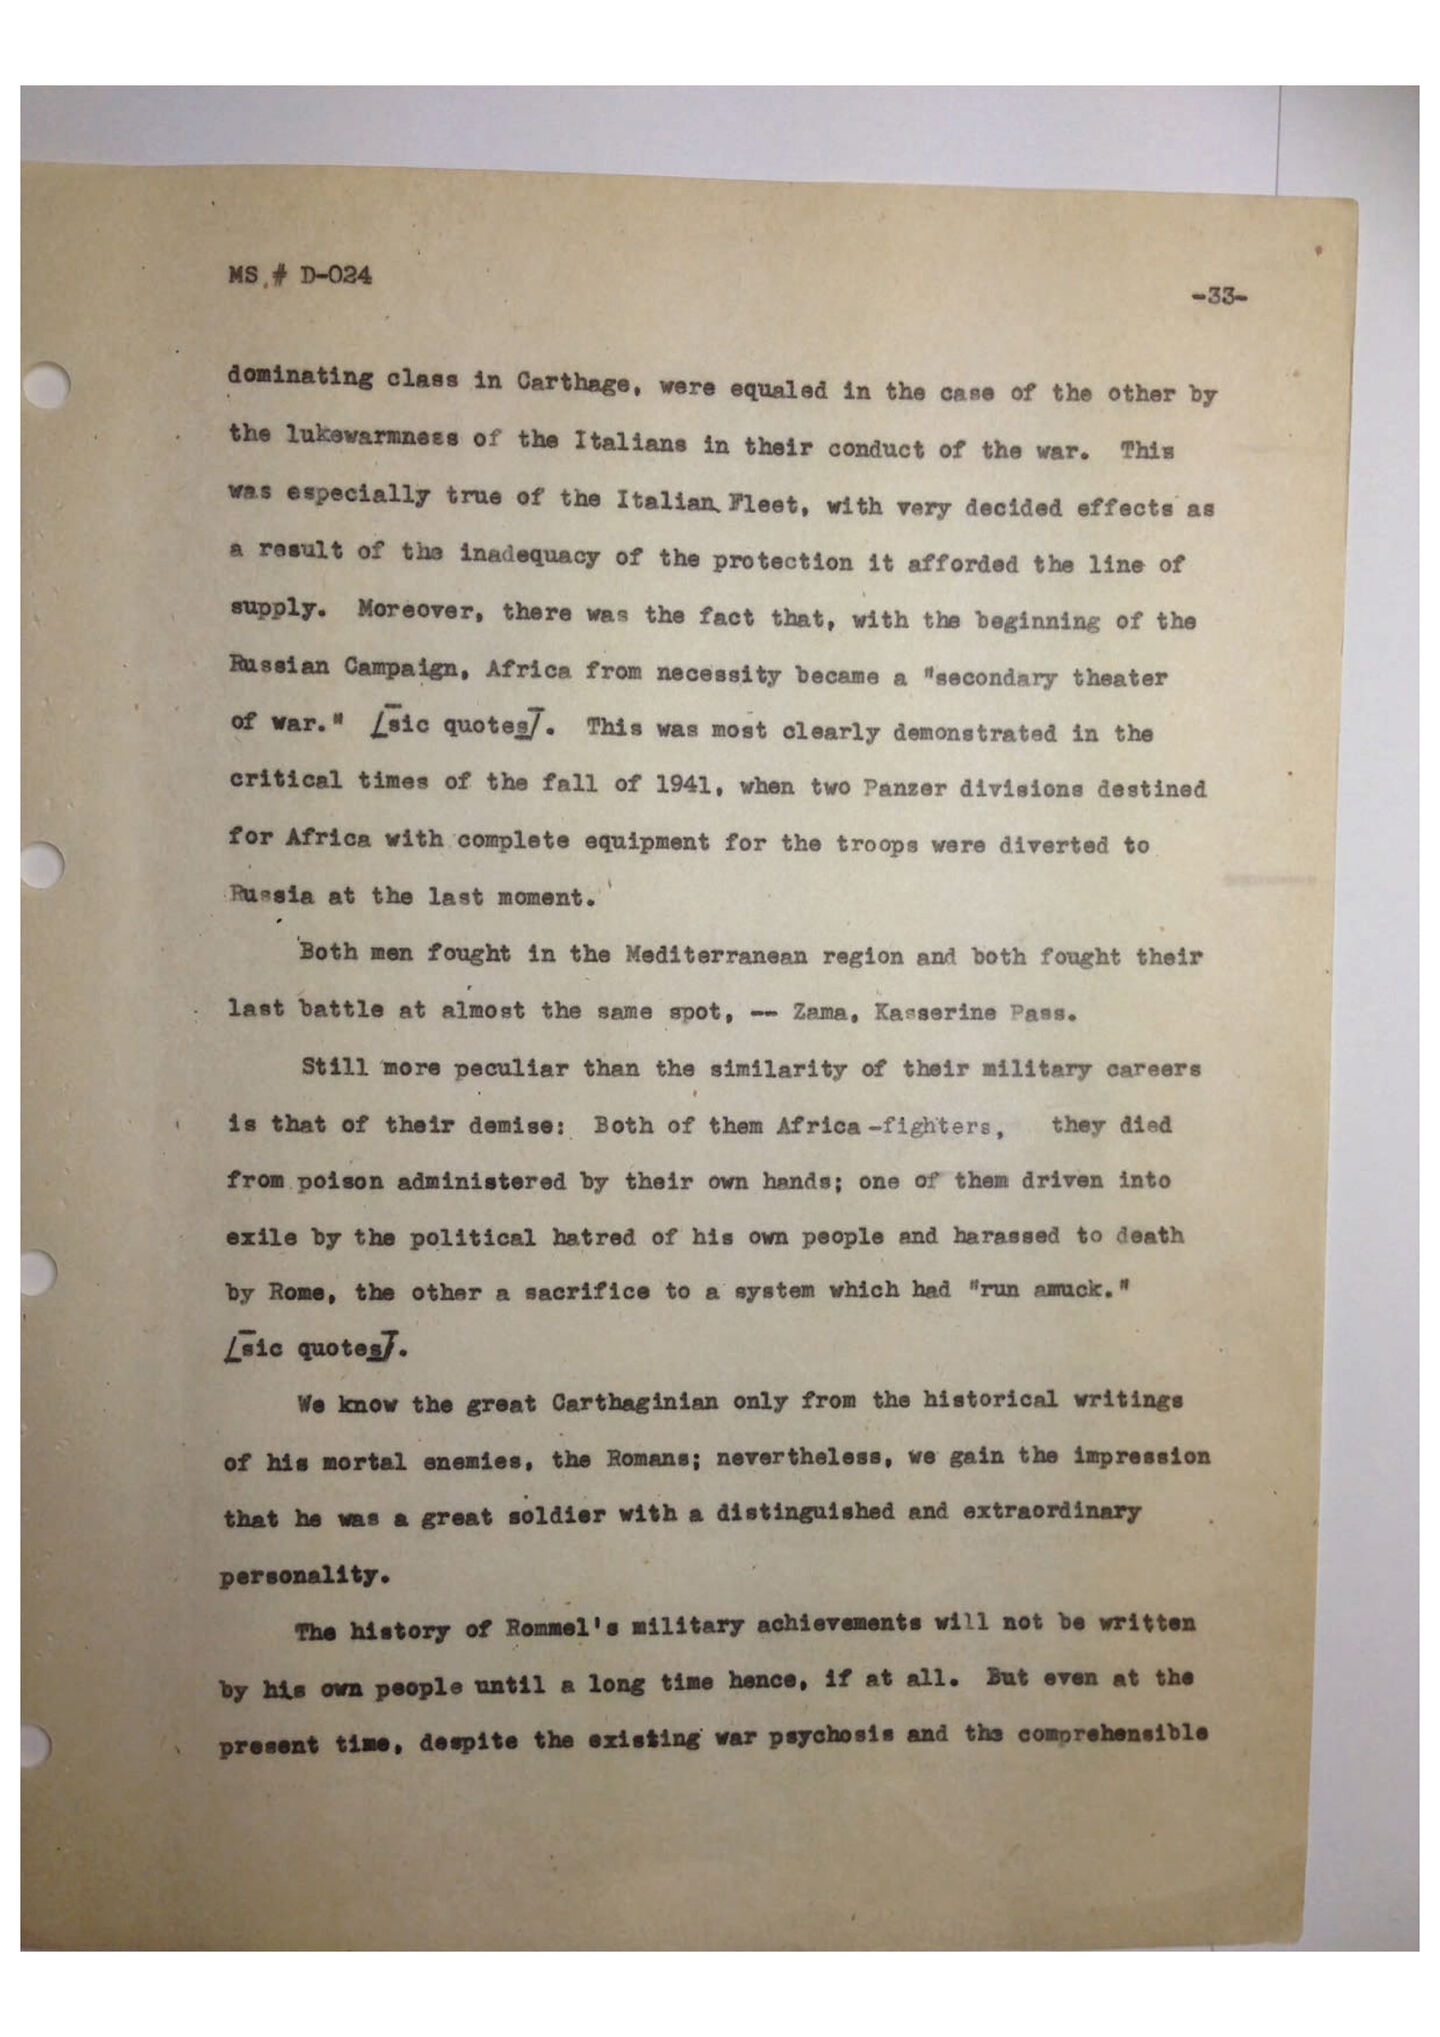 MS.# D-024
-33-
dominating class in Carthage, were equaled in the case of the other by
the lukewarmness of the Italians in their conduct of the war. This
was especially true of the Italian Fleet, with very decided effects as
a result of the inadequacy of the protection it afforded the line of
supply. Moreover, there was the fact that, with the beginning of the
Russian Campaign, Africa from necessity became a "secondary theater
of war." [sic quotes]. This was most clearly demonstrated in the
critical times of the fall of 1941, when two Panzer divisions destined
for Africa with complete equipment for the troops were diverted to
Russia at the last moment.
Both men fought in the Mediterranean region and both fought their
last battle at almost the same spot, -- Zama, Kasserine Pass.
Still more peculiar than the similarity of their military careers
is that of their demise: Both of them Africa-fighters, they died
from poison administered by their own hands; one of them driven into
exile by the political hatred of his own people and harassed to death
by Rome, the other a sacrifice to a system which had "run amuck."
[sic quotes].
We know the great Carthaginian only from the historical writings
of his mortal enemies, the Romans; nevertheless, we gain the impression
that he was a great soldier with a distinguished and extraordinary
personality.
The history of Rommel's military achievements will not be written
by his own people until a long time hence, if at all. But even at the
present time, despite the existing war psychosis and the comprehensible